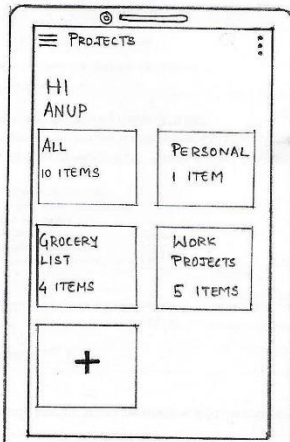 PROJECTS
HI
ANUP
ALL
10 ITEMS
PERSONAL
1 ITEM
GROCERY
LIST
4 ITEMS
WORK
PROJECTS
5 ITEMS
+